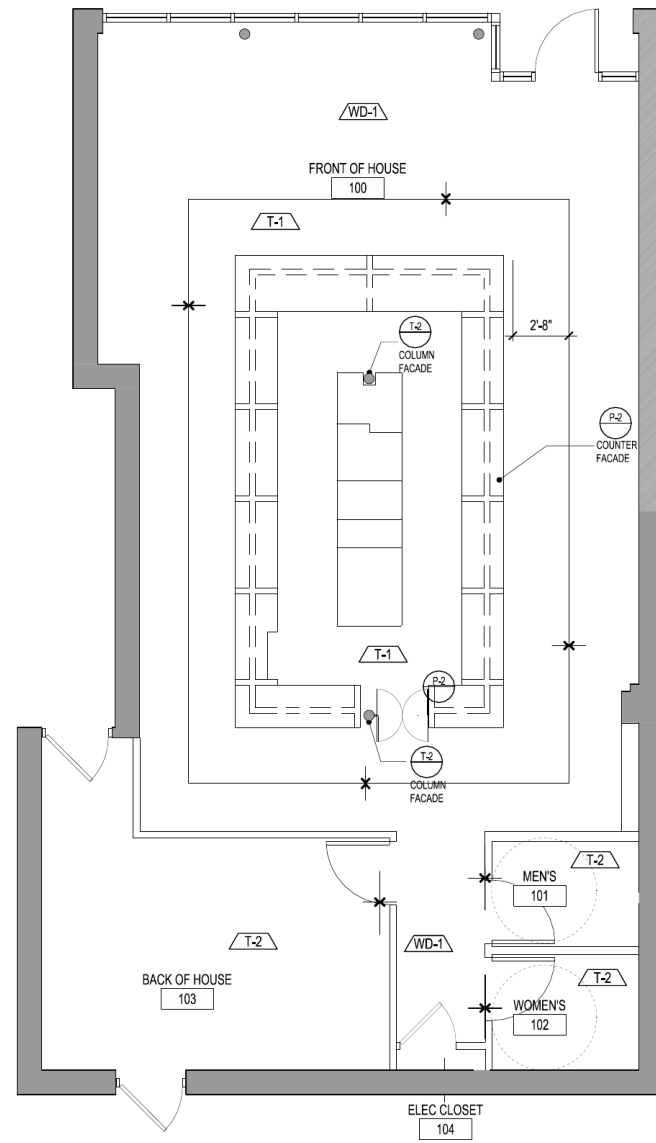 WD-1
FRONT OF HOUSE
100
T-1
2'-8"
T-2
COLUMN
FACADE
P-2
COUNTER
FACADE
T-1
P-2
T-2
COLUMN
FACADE
T-2
MEN'S
101
T-2
WD-1
BACK OF HOUSE
103
T-2
WOMEN'S
102
ELEC CLOSET
104